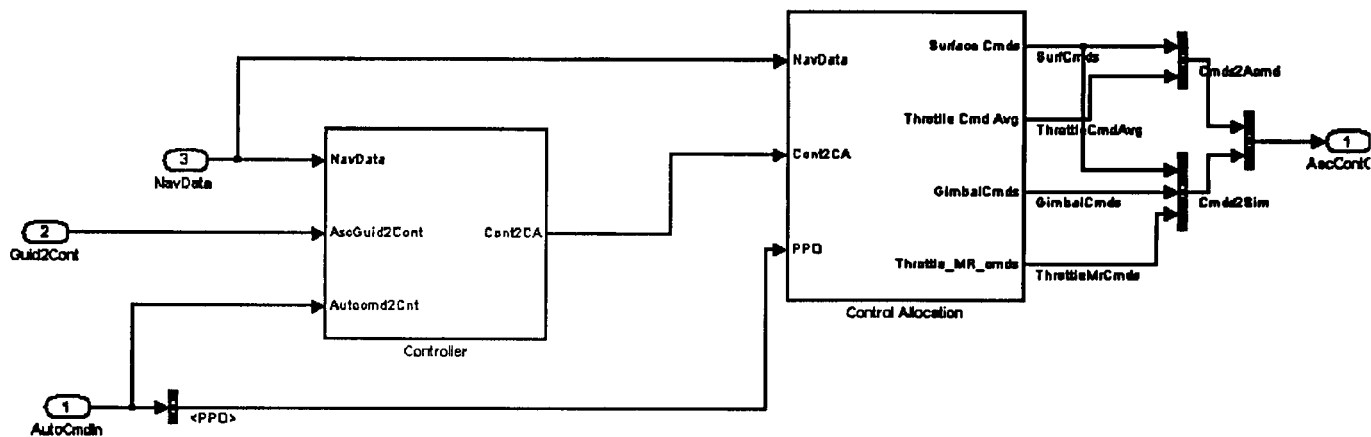 NavData
Surface Cmds
SurfCmds
Cmds2Acmd
Throttle Cmd Avg
ThrottleCmdAvg
1
AscContC
3
NavData
NavData
Cont2CA
GimbalCmds
GimbalCmds
Cmds2Sim
2
Guid2Cont
AscGuid2Cont
Cont2CA
PPO
Throttle_MR_cmds
ThrottleMrCmds
Autocmd2Cnt
Control Allocation
Controller
1
AutoCmdIn
<PPO>